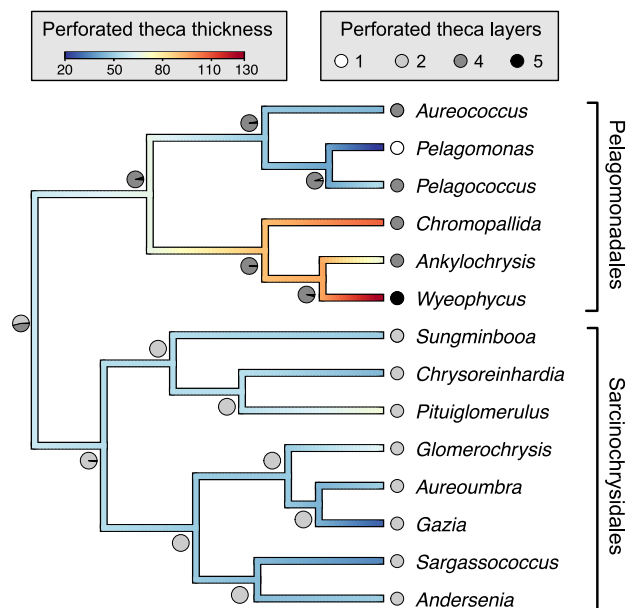 Perforated theca thickness
20 50 80 110 130
Perforated theca layers
1 2 4 5
Aureococcus
Pelagomonas
Pelagococcus
Chromopallida
Ankylochrysis
Wyeophycus
Pelagomonadales
Sungminbooa
Chrysoreinhardia
Pituiglomerulus
Glomerochrysis
Aureoumbra
Gazia
Sargassococcus
Andersenia
Sarcinochrysidales